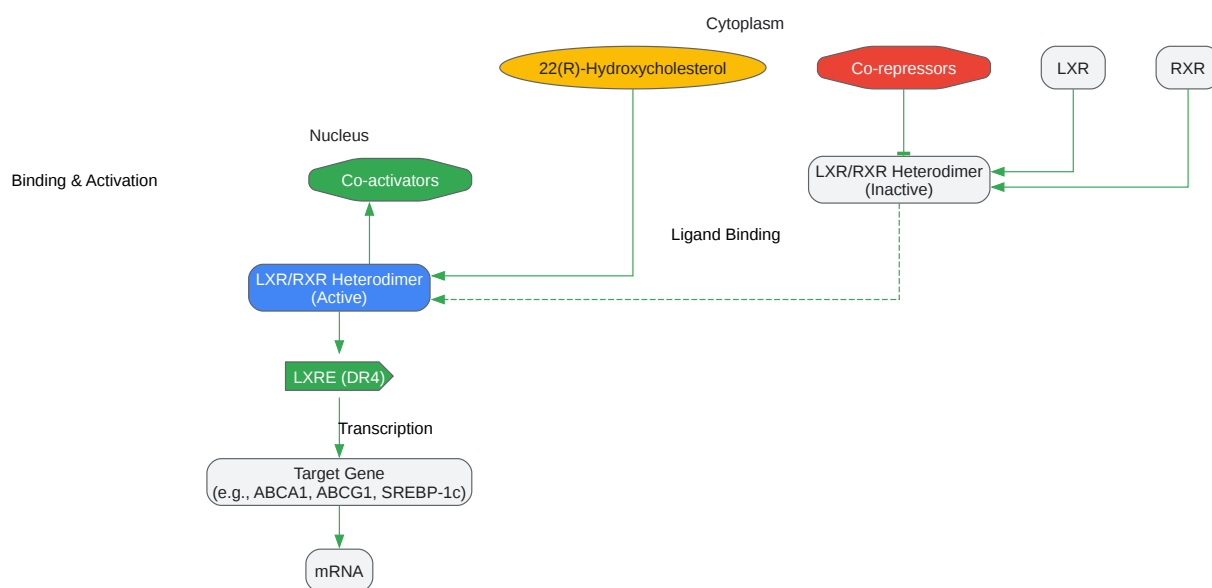 Cytoplasm
22(R)-Hydroxycholesterol
Co-repressors
LXR
RXR
Nucleus
Binding & Activation
Co-activators
LXR/RXR Heterodimer
(Inactive)
Ligand Binding
LXR/RXR Heterodimer
(Active)
LXRE (DR4)
Transcription
Target Gene
(e.g., ABCA1, ABCG1, SREBP-1c)
mRNA